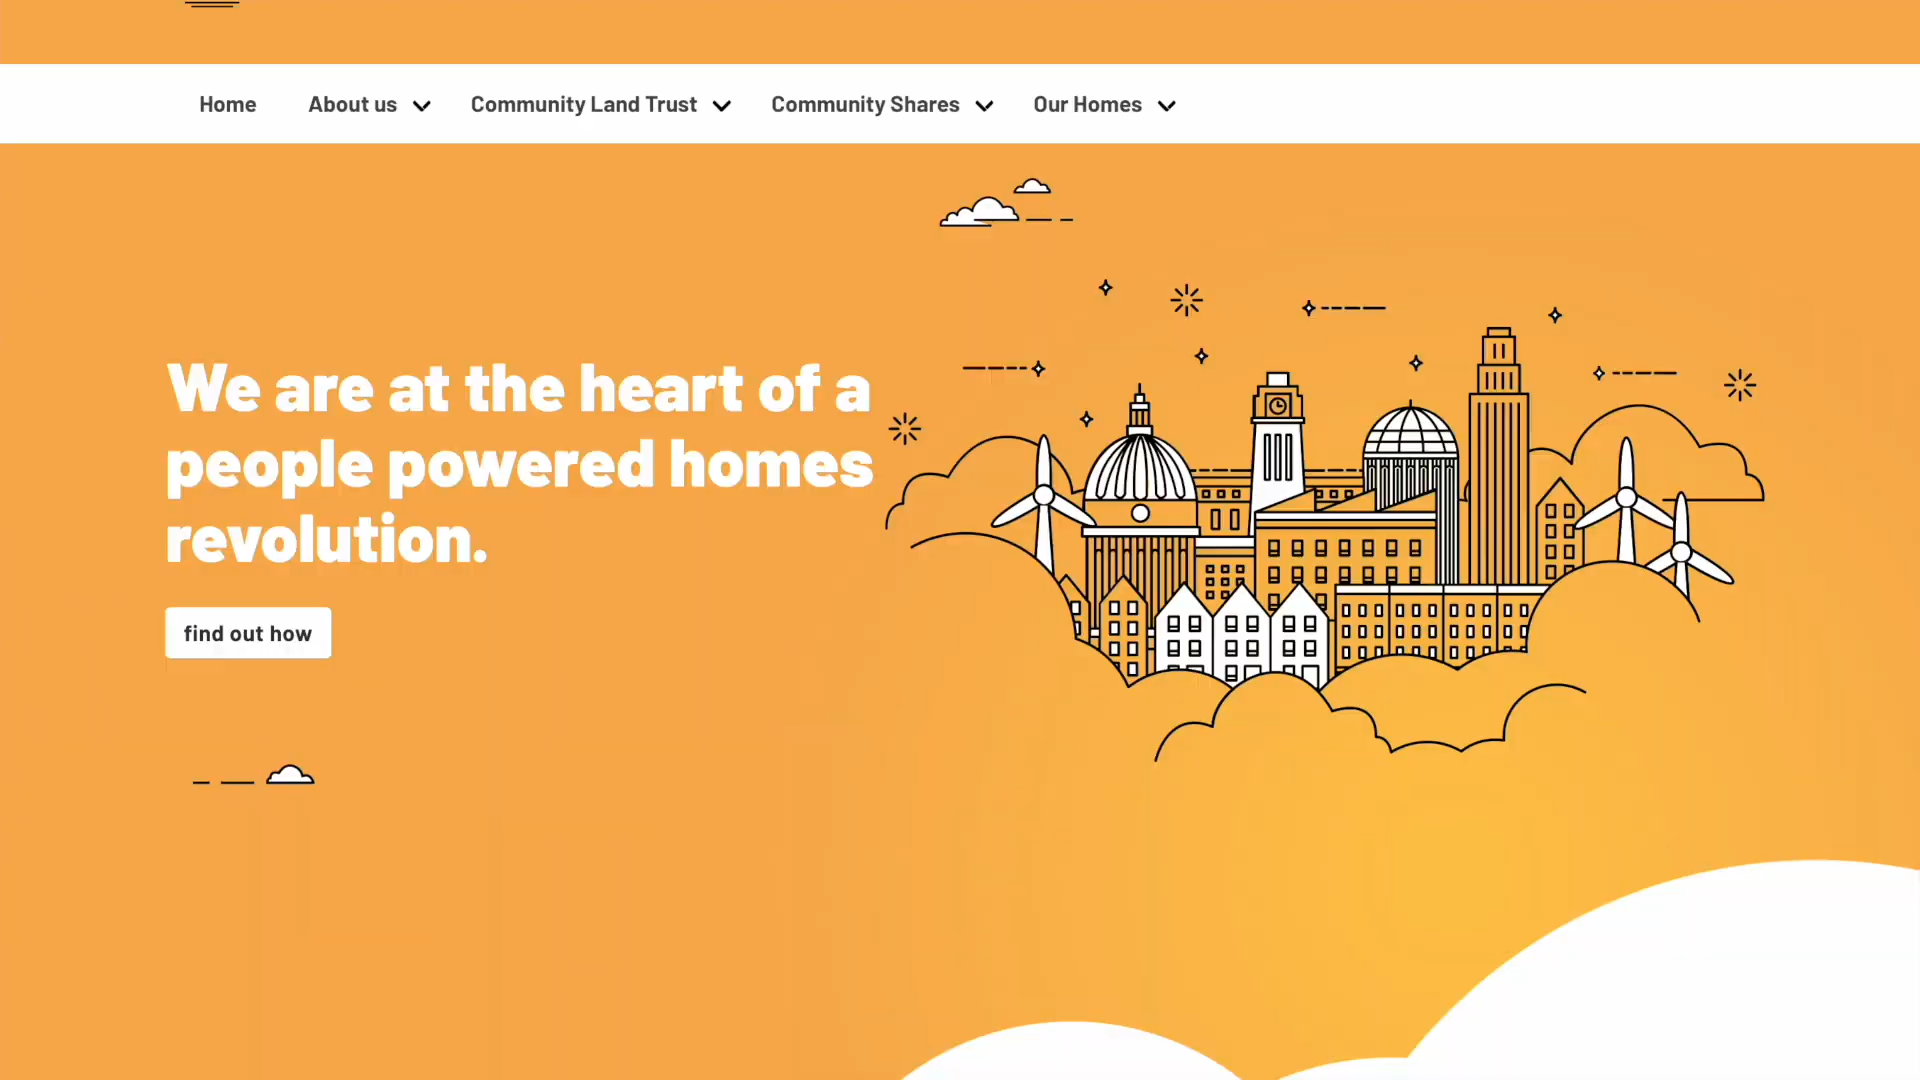 Home About us Community Land Trust Community Shares Our Homes
We are at the heart of a
people powered homes
revolution.
find out how